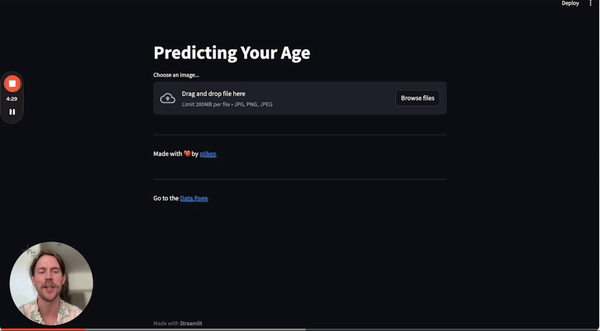 Deploy
Predicting Your Age
Choose an image...
Drag and drop file here
Limit 200MB per file • JPG, PNG, JPEG
Browse files
4:29
Made with ❤️ by p0kes
Go to the Data Page
Made with Streamlit